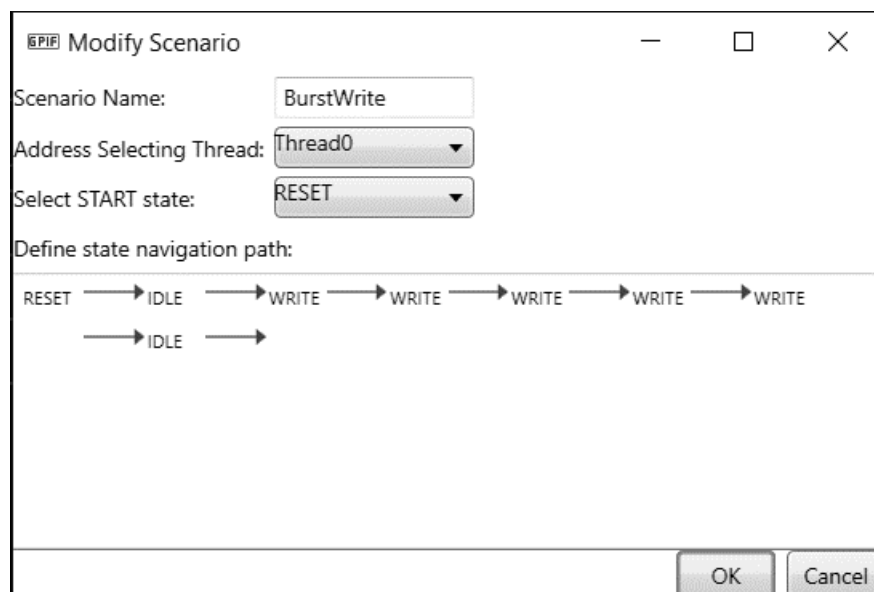 GPIF Modify Scenario
Scenario Name: BurstWrite
Address Selecting Thread: Thread0
Select START state: RESET
Define state navigation path:
RESET IDLE WRITE WRITE WRITE WRITE WRITE
IDLE
OK Cancel